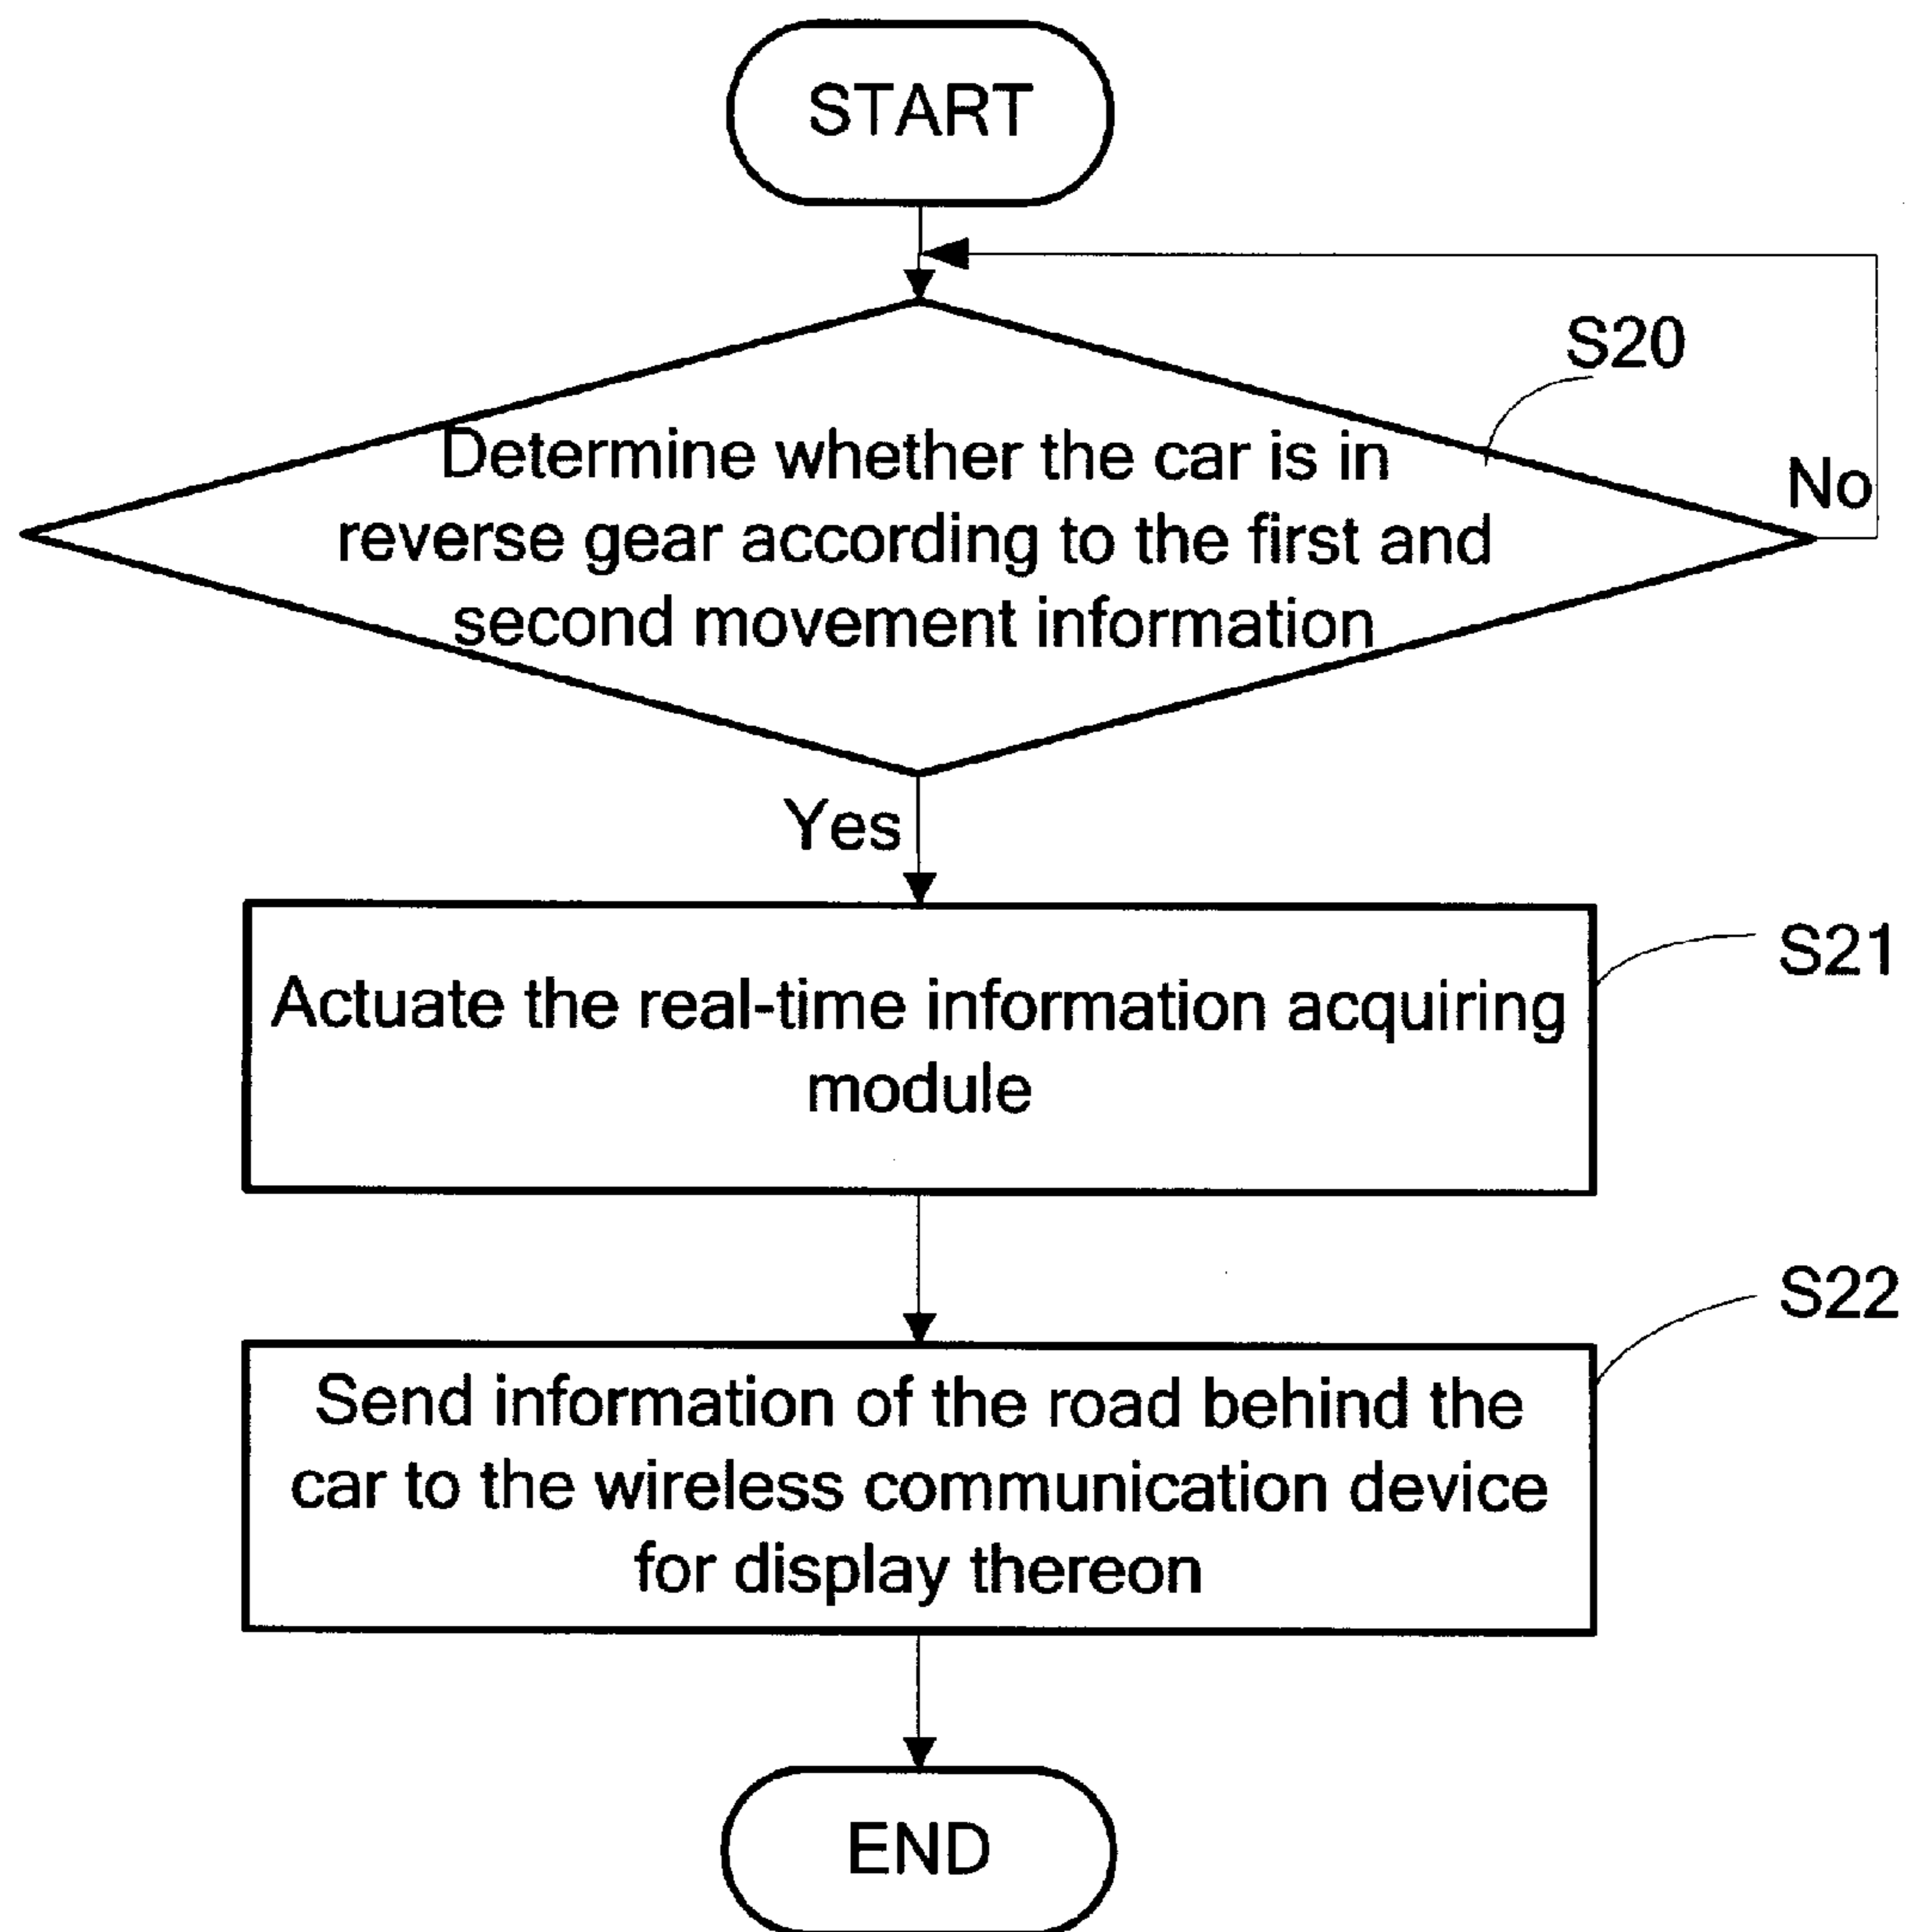 START
S20
Determine whether the car is in
reverse gear according to the first and
second movement information
No
Yes
Actuate the real-time information acquiring
module
S21
Send information of the road behind the
car to the wireless communication device
for display thereon
S22
END